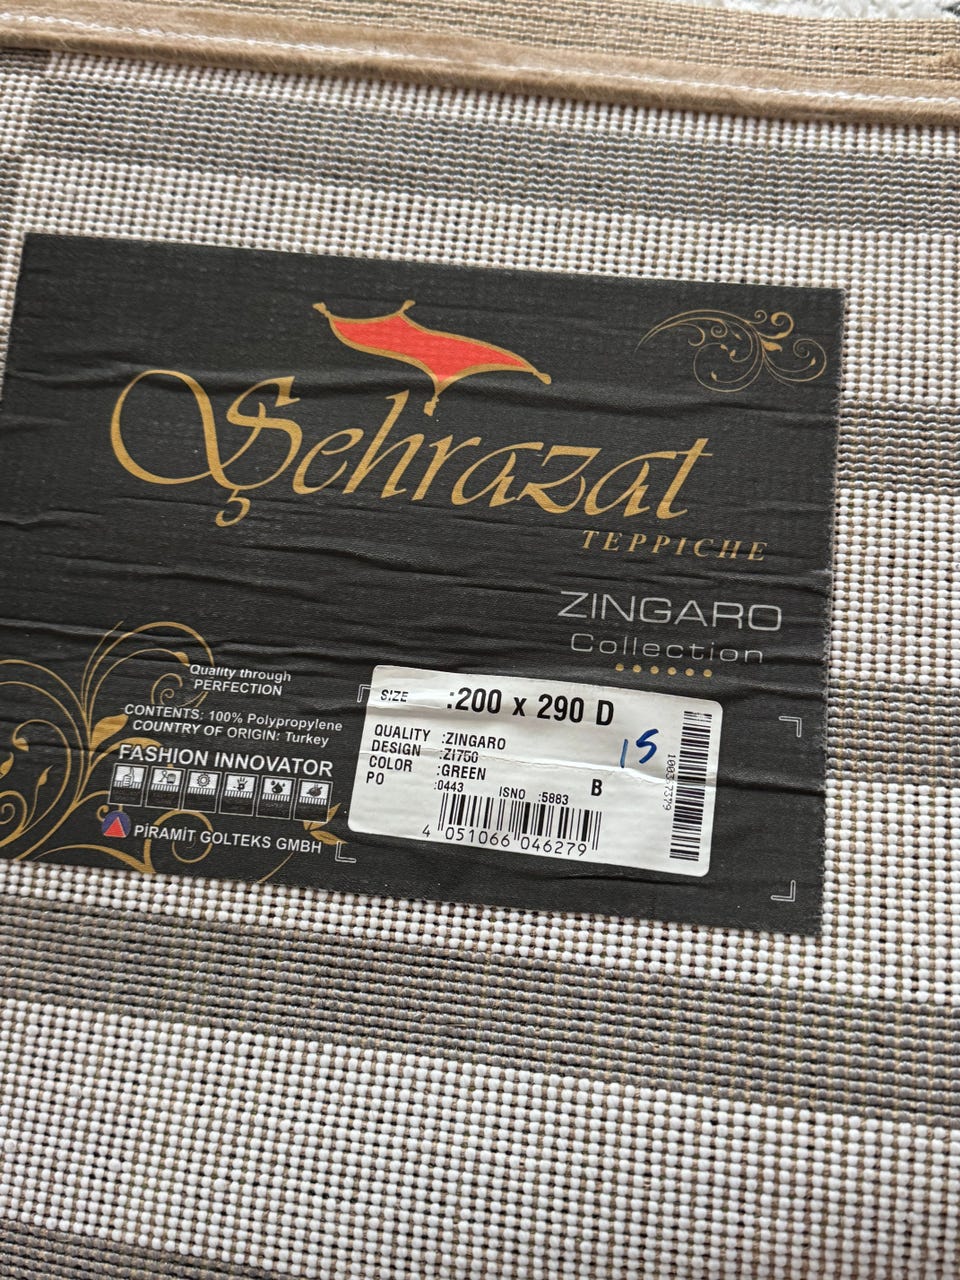 Şehrazat
TEPPICHE
ZINGARO
Collection
Quality through
PERFECTION
CONTENTS: 100% Polypropylene
COUNTRY OF ORIGIN: Turkey
FASHION INNOVATOR
PİRAMİT GOLTEKS GMBH
SIZE :200 x 290 D
QUALITY :ZINGARO
DESIGN :ZI750
COLOR :GREEN B
PO :0443 ISNO :5883
15
4 051066 046279